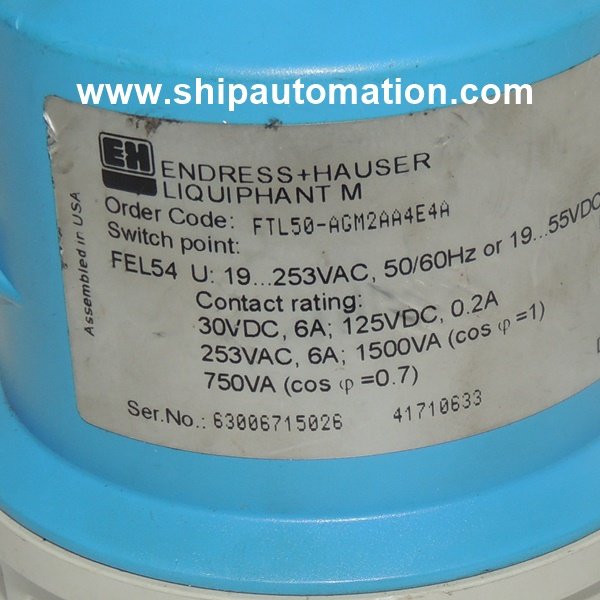 www.shipautomation.com
EH
ENDRESS+HAUSER
LIQUIPHANT M
Order Code: FTL50-AGM2AA4E4A
Switch point:
FEL54 U: 19...253VAC, 50/60Hz or 19...55VDC
Contact rating:
30VDC, 6A; 125VDC, 0.2A
253VAC, 6A; 1500VA (cos φ =1)
750VA (cos φ =0.7)
Ser.No.: 63006715026 41710633
Assembled in USA